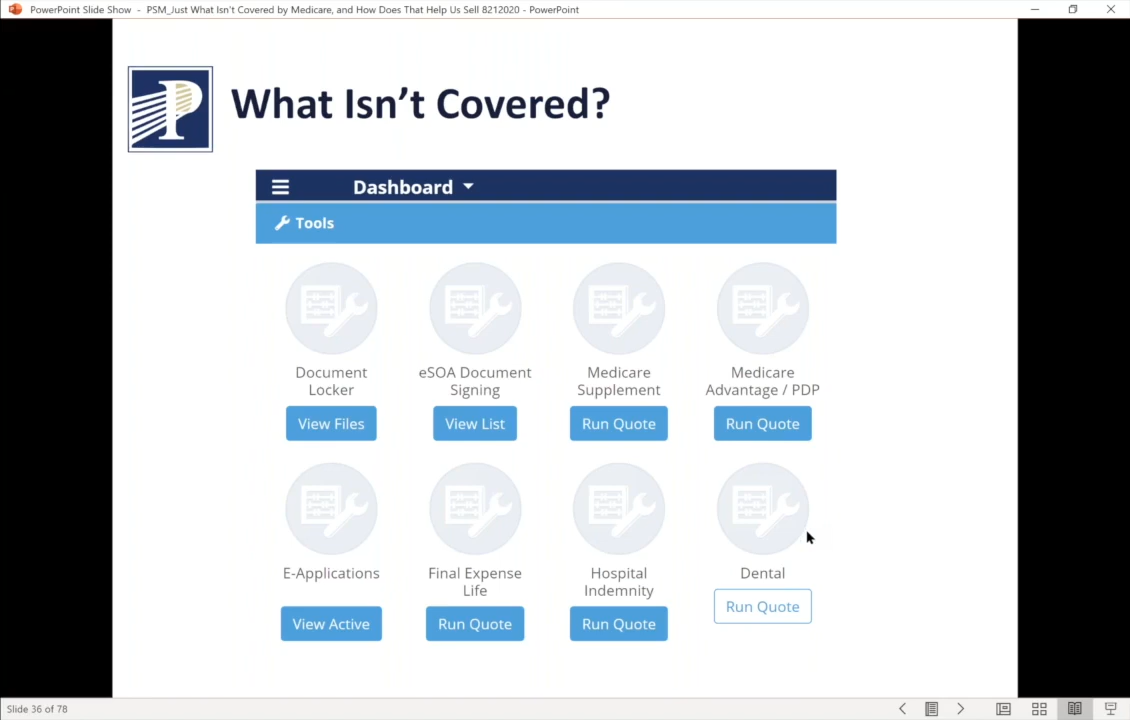 PowerPoint Slide Show - PSM_Just What Isn't Covered by Medicare, and How Does That Help Us Sell 8212020 - PowerPoint
P
What Isn’t Covered?
Dashboard
Tools
Document Locker
eSOA Document Signing
Medicare Supplement
Medicare Advantage / PDP
View Files
View List
Run Quote
Run Quote
E-Applications
Final Expense Life
Hospital Indemnity
Dental
View Active
Run Quote
Run Quote
Run Quote
Slide 36 of 78